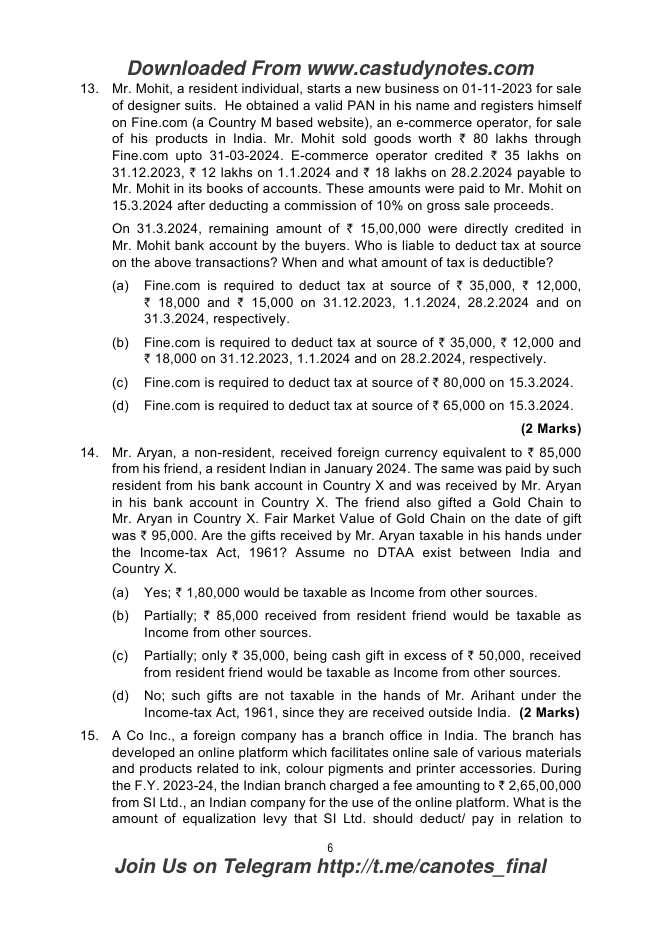 Downloaded From www.castudynotes.com
13. Mr. Mohit, a resident individual, starts a new business on 01-11-2023 for sale
of designer suits. He obtained a valid PAN in his name and registers himself
on Fine.com (a Country M based website), an e-commerce operator, for sale
of his products in India. Mr. Mohit sold goods worth ₹ 80 lakhs through
Fine.com upto 31-03-2024. E-commerce operator credited ₹ 35 lakhs on
31.12.2023, ₹ 12 lakhs on 1.1.2024 and ₹ 18 lakhs on 28.2.2024 payable to
Mr. Mohit in its books of accounts. These amounts were paid to Mr. Mohit on
15.3.2024 after deducting a commission of 10% on gross sale proceeds.
On 31.3.2024, remaining amount of ₹ 15,00,000 were directly credited in
Mr. Mohit bank account by the buyers. Who is liable to deduct tax at source
on the above transactions? When and what amount of tax is deductible?
(a) Fine.com is required to deduct tax at source of ₹ 35,000, ₹ 12,000,
₹ 18,000 and ₹ 15,000 on 31.12.2023, 1.1.2024, 28.2.2024 and on
31.3.2024, respectively.
(b) Fine.com is required to deduct tax at source of ₹ 35,000, ₹ 12,000 and
₹ 18,000 on 31.12.2023, 1.1.2024 and on 28.2.2024, respectively.
(c) Fine.com is required to deduct tax at source of ₹ 80,000 on 15.3.2024.
(d) Fine.com is required to deduct tax at source of ₹ 65,000 on 15.3.2024.
(2 Marks)
14. Mr. Aryan, a non-resident, received foreign currency equivalent to ₹ 85,000
from his friend, a resident Indian in January 2024. The same was paid by such
resident from his bank account in Country X and was received by Mr. Aryan
in his bank account in Country X. The friend also gifted a Gold Chain to
Mr. Aryan in Country X. Fair Market Value of Gold Chain on the date of gift
was ₹ 95,000. Are the gifts received by Mr. Aryan taxable in his hands under
the Income-tax Act, 1961? Assume no DTAA exist between India and
Country X.
(a) Yes; ₹ 1,80,000 would be taxable as Income from other sources.
(b) Partially; ₹ 85,000 received from resident friend would be taxable as
Income from other sources.
(c) Partially; only ₹ 35,000, being cash gift in excess of ₹ 50,000, received
from resident friend would be taxable as Income from other sources.
(d) No; such gifts are not taxable in the hands of Mr. Arihant under the
Income-tax Act, 1961, since they are received outside India. (2 Marks)
15. A Co Inc., a foreign company has a branch office in India. The branch has
developed an online platform which facilitates online sale of various materials
and products related to ink, colour pigments and printer accessories. During
the F.Y. 2023-24, the Indian branch charged a fee amounting to ₹ 2,65,00,000
from SI Ltd., an Indian company for the use of the online platform. What is the
amount of equalization levy that SI Ltd. should deduct/ pay in relation to
6
Join Us on Telegram http://t.me/canotes_final